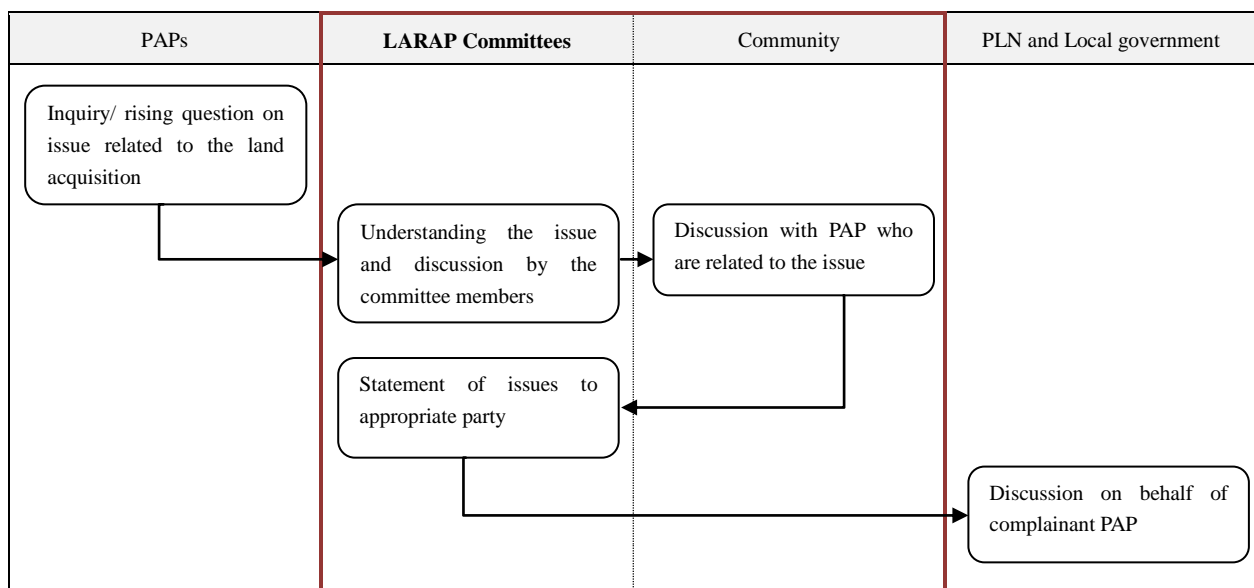 PAPs
LARAP Committees
Community
PLN and Local government
Inquiry/ rising question on
issue related to the land
acquisition
Understanding the issue
and discussion by the
committee members
Discussion with PAP who
are related to the issue
Statement of issues to
appropriate party
Discussion on behalf of
complainant PAP